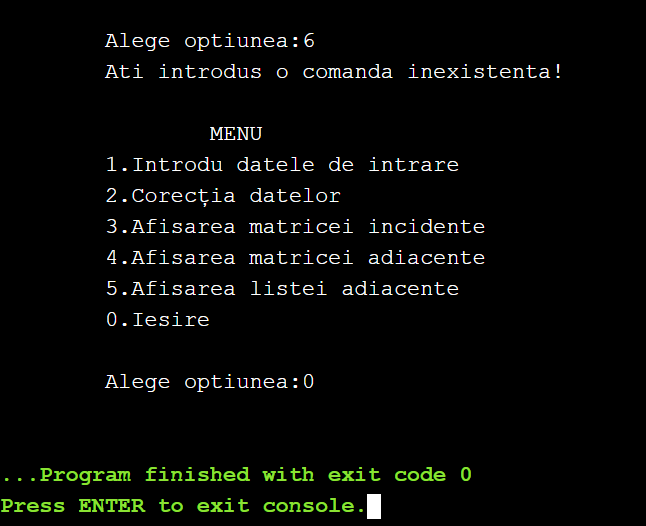 Alege optiunea:6
Ati introdus o comanda inexistenta!
MENU
1.Introdu datele de intrare
2.Corecția datelor
3.Afisarea matricei incidente
4.Afisarea matricei adiacente
5.Afisarea listei adiacente
0.Iesire
Alege optiunea:0
...Program finished with exit code 0
Press ENTER to exit console.